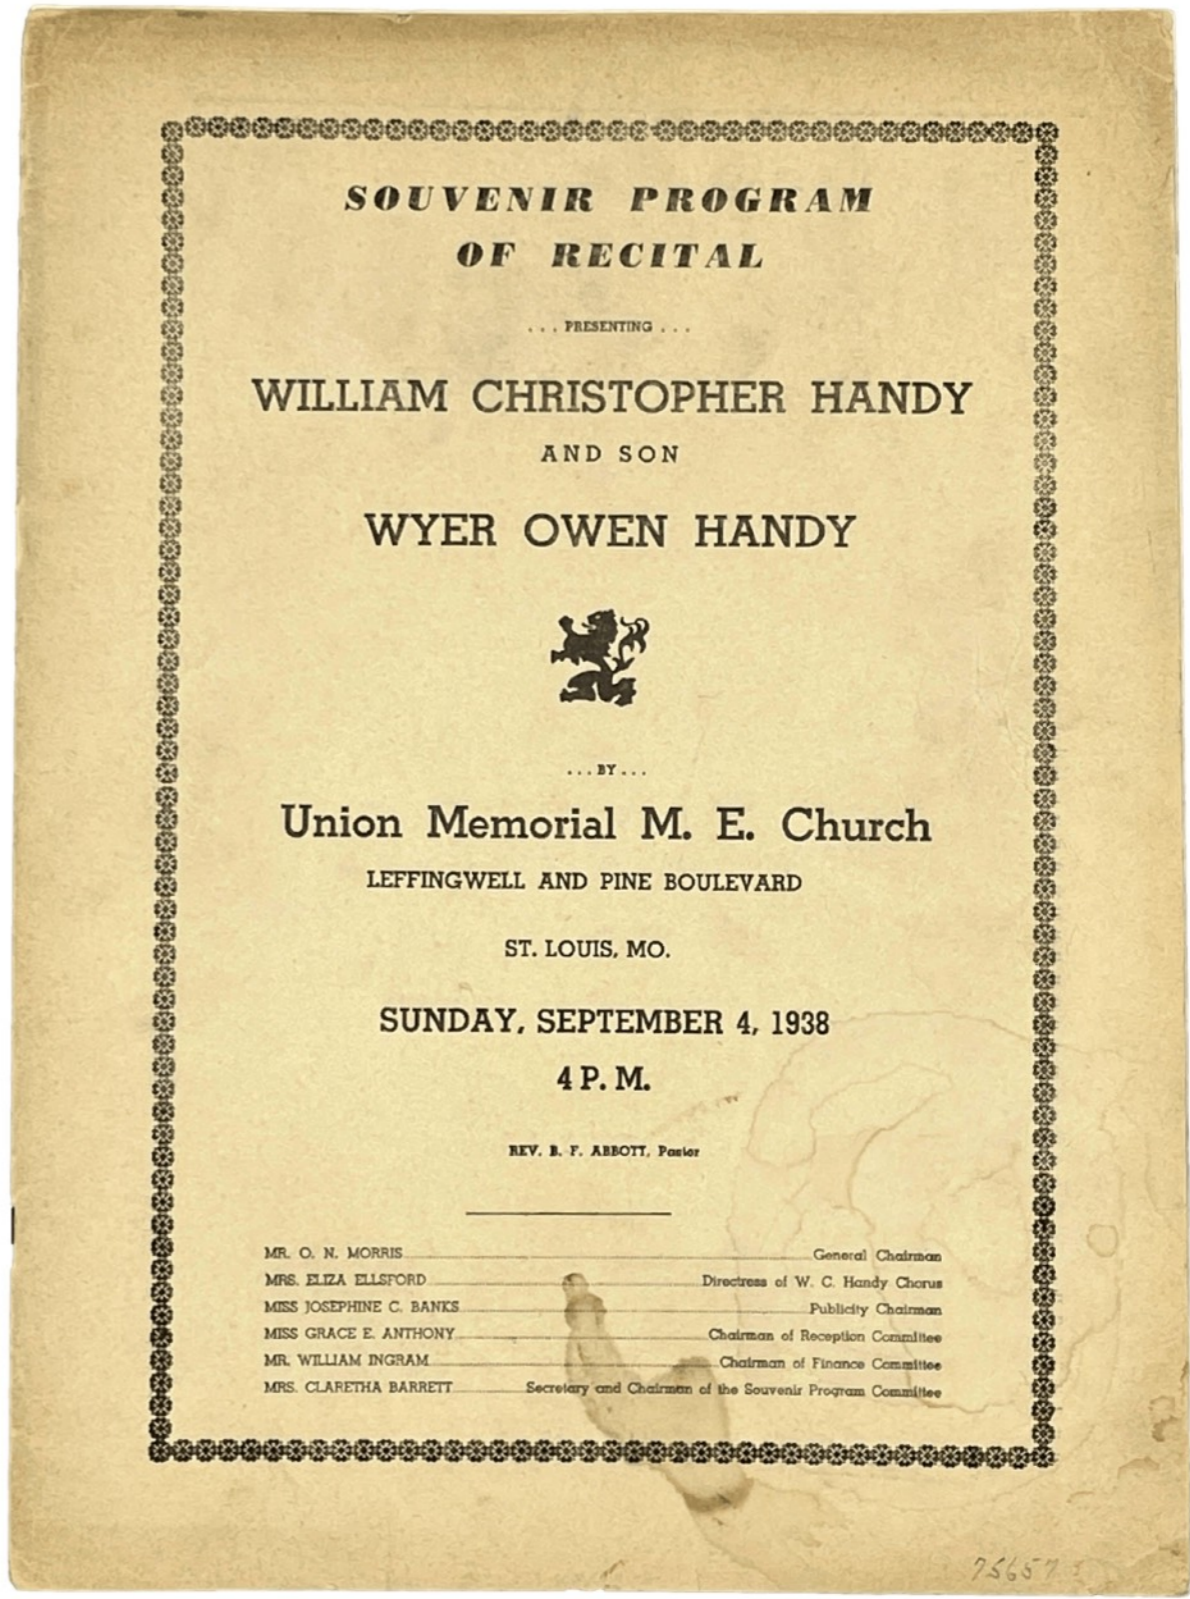 SOUVENIR PROGRAM
OF RECITAL
. . . PRESENTING . . .
WILLIAM CHRISTOPHER HANDY
AND SON
WYER OWEN HANDY
. . . BY . . .
Union Memorial M. E. Church
LEFFINGWELL AND PINE BOULEVARD
ST. LOUIS, MO.
SUNDAY, SEPTEMBER 4, 1938
4 P. M.
REV. B. F. ABBOTT, Pastor
MR. O. N. MORRIS General Chairman
MRS. ELIZA ELLSFORD Directress of W. C. Handy Chorus
MISS JOSEPHINE C. BANKS Publicity Chairman
MISS GRACE E. ANTHONY Chairman of Reception Committee
MR. WILLIAM INGRAM Chairman of Finance Committee
MRS. CLARETHA BARRETT Secretary and Chairman of the Souvenir Program Committee
75657